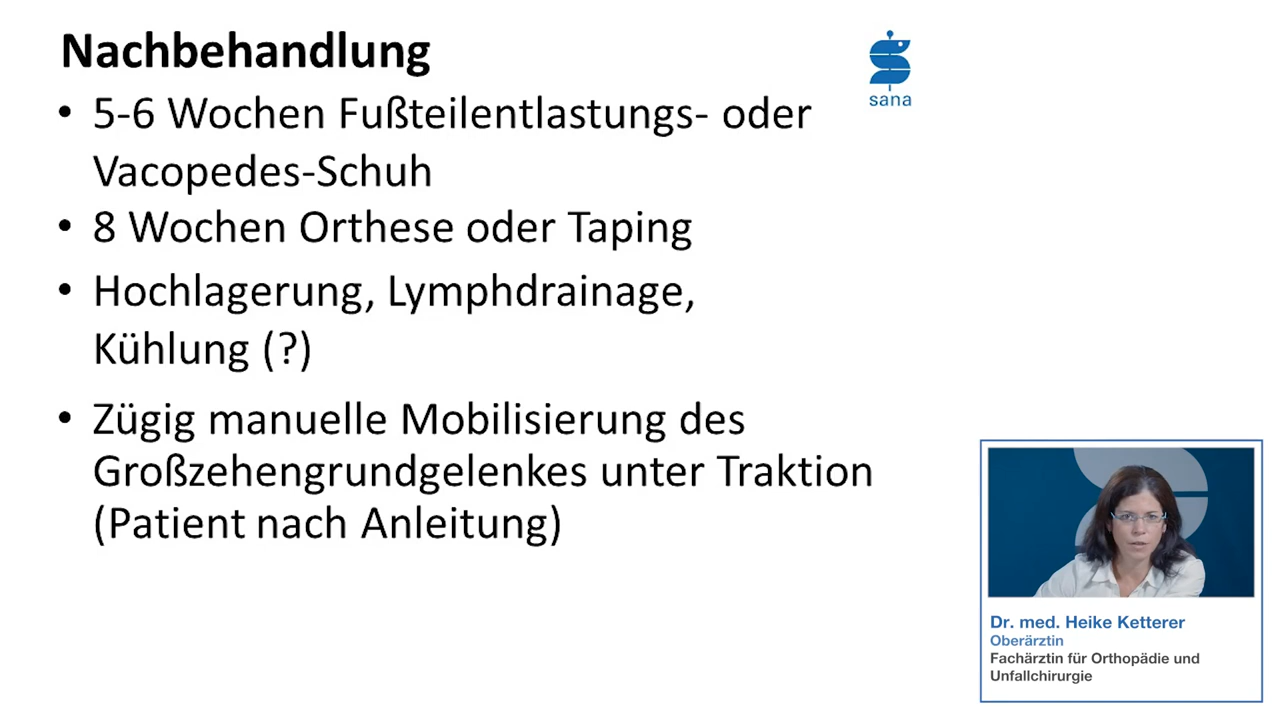 Nachbehandlung
sana
• 5-6 Wochen Fußteilentlastungs- oder
Vacopedes-Schuh
• 8 Wochen Orthese oder Taping
• Hochlagerung, Lymphdrainage,
Kühlung (?)
• Zügig manuelle Mobilisierung des
Großzehengrundgelenkes unter Traktion
(Patient nach Anleitung)
Dr. med. Heike Ketterer
Oberärztin
Fachärztin für Orthopädie und
Unfallchirurgie